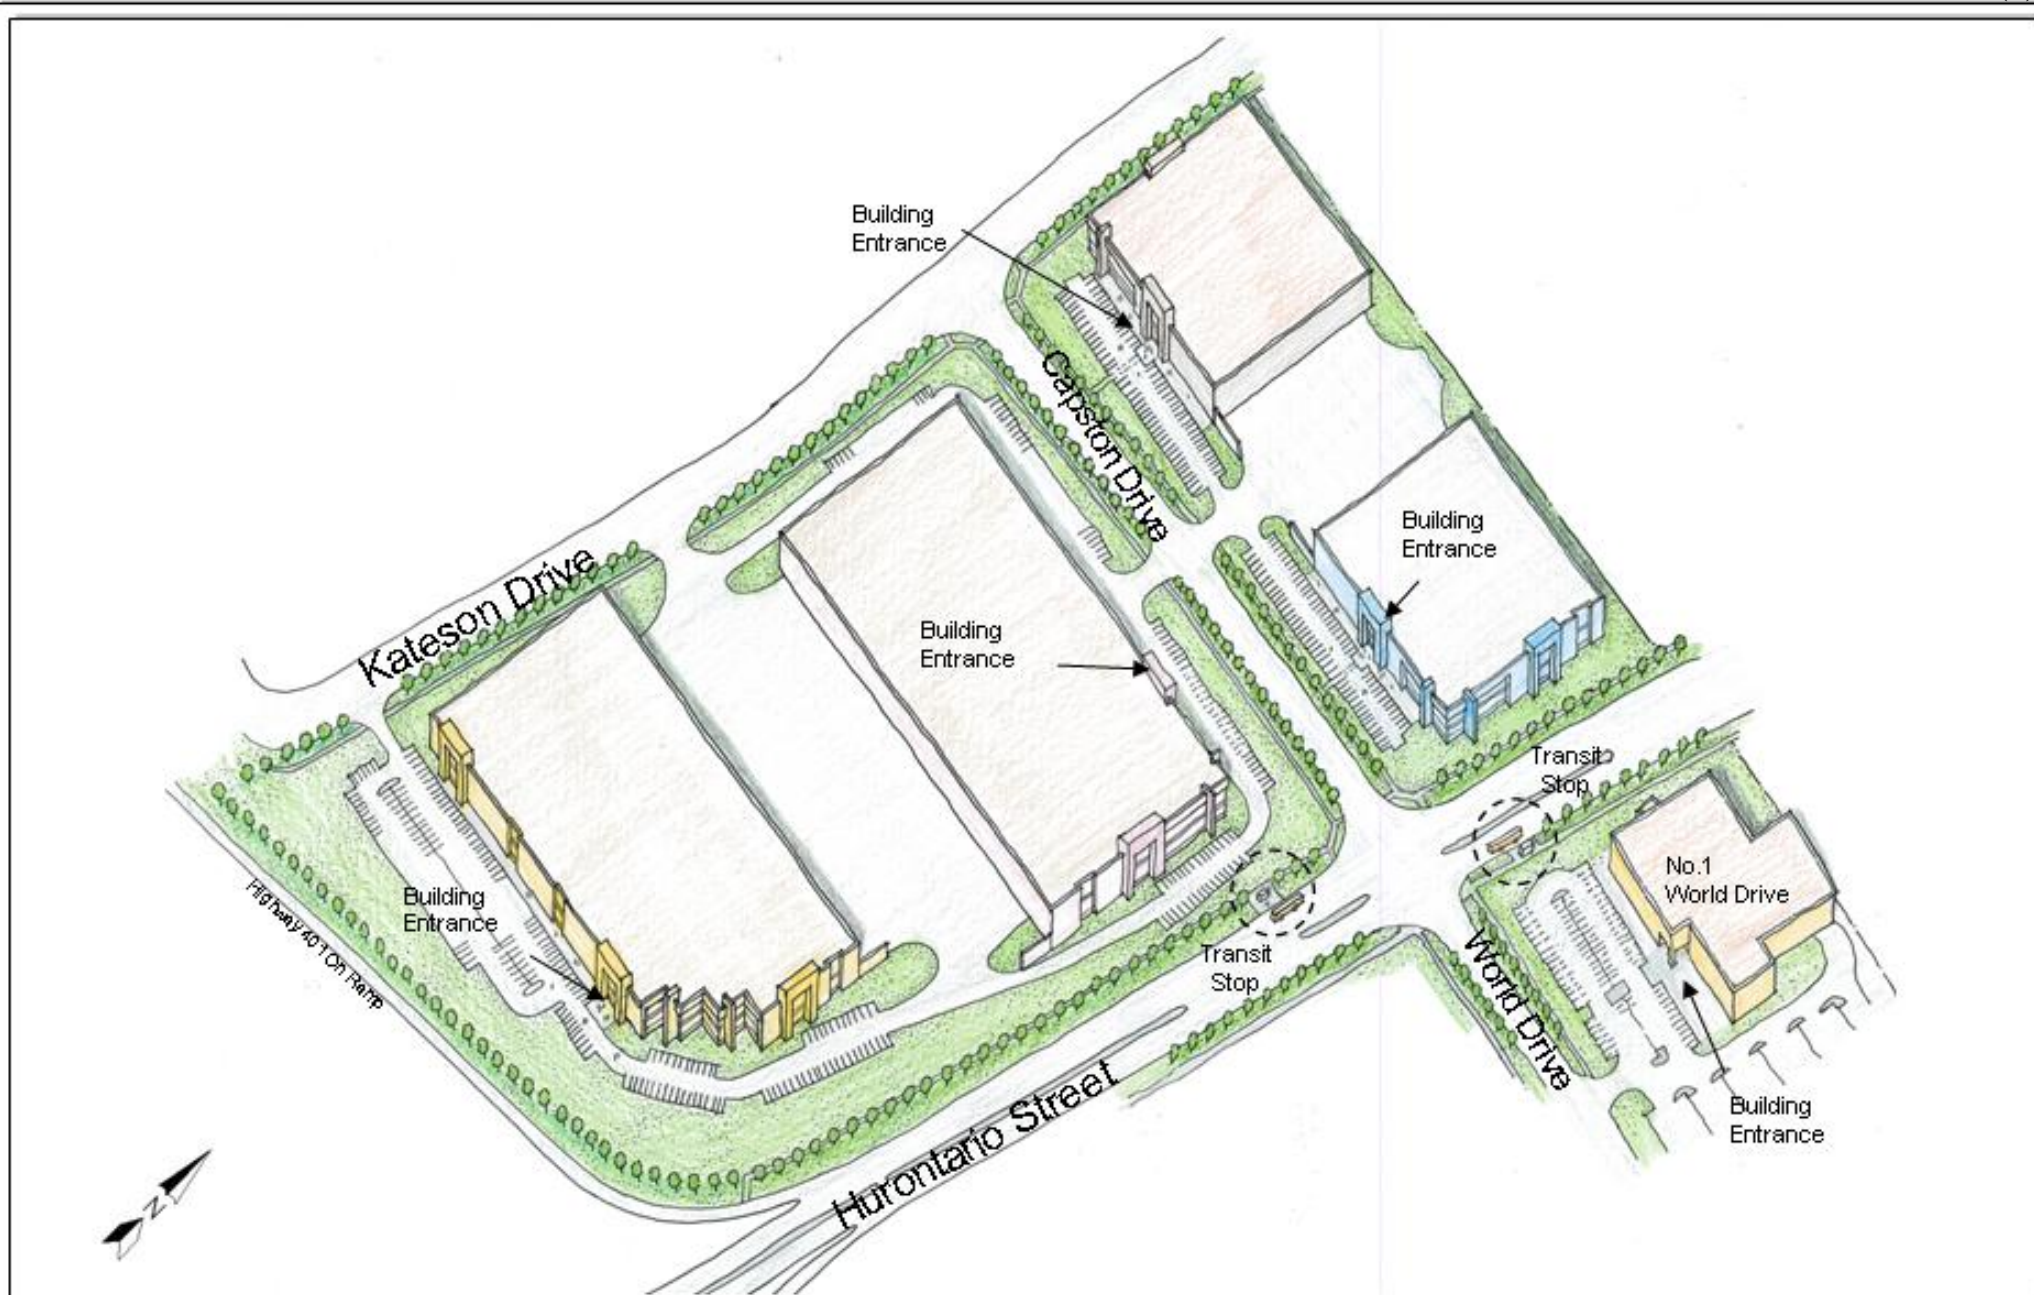 Building
Entrance
Capston Drive
Building
Entrance
Kateson Drive
Building
Entrance
Transit
Stop
No.1
World Drive
Building
Entrance
Highway 401 On Ramp
Transit
Stop
World Drive
Hurontario Street
Building
Entrance
N